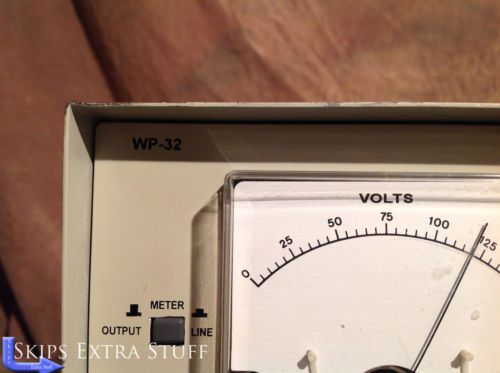 WP-32
VOLTS
0 25 50 75 100 125
METER
OUTPUT LINE
SKIPS EXTRA STUFF